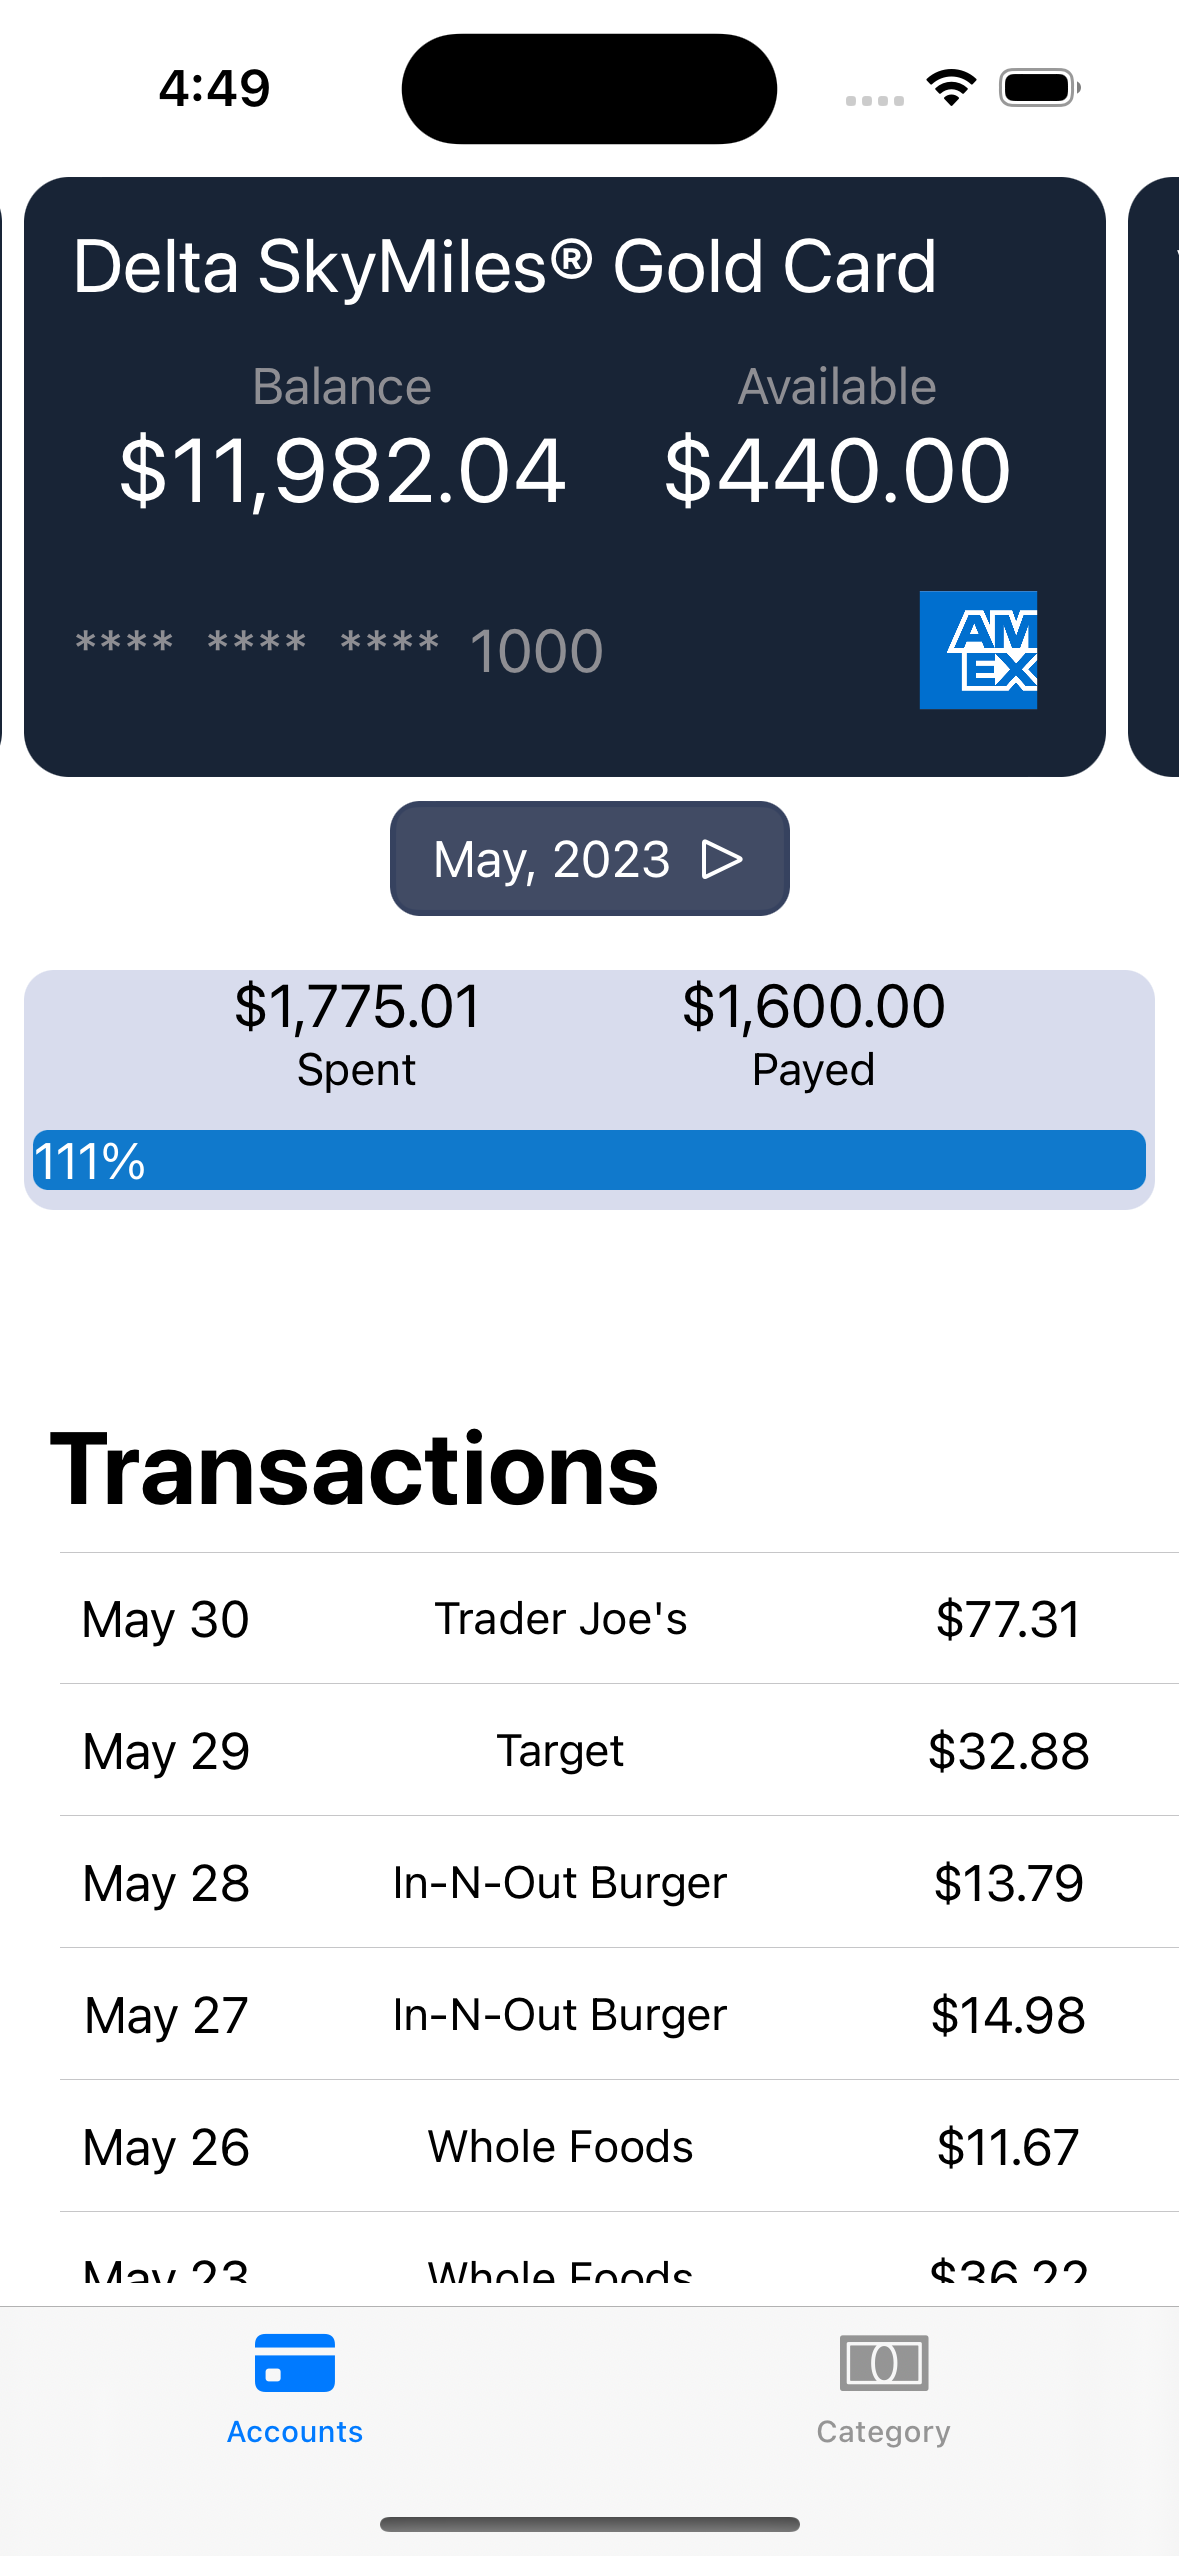 4:49
Delta SkyMiles® Gold Card
Balance Available
$11,982.04 $440.00
**** **** **** 1000
AM
EX
May, 2023
$1,775.01 $1,600.00
Spent Payed
111%
Transactions
May 30 Trader Joe's $77.31
May 29 Target $32.88
May 28 In-N-Out Burger $13.79
May 27 In-N-Out Burger $14.98
May 26 Whole Foods $11.67
May 23 Whole Foods $36.22
Accounts Category